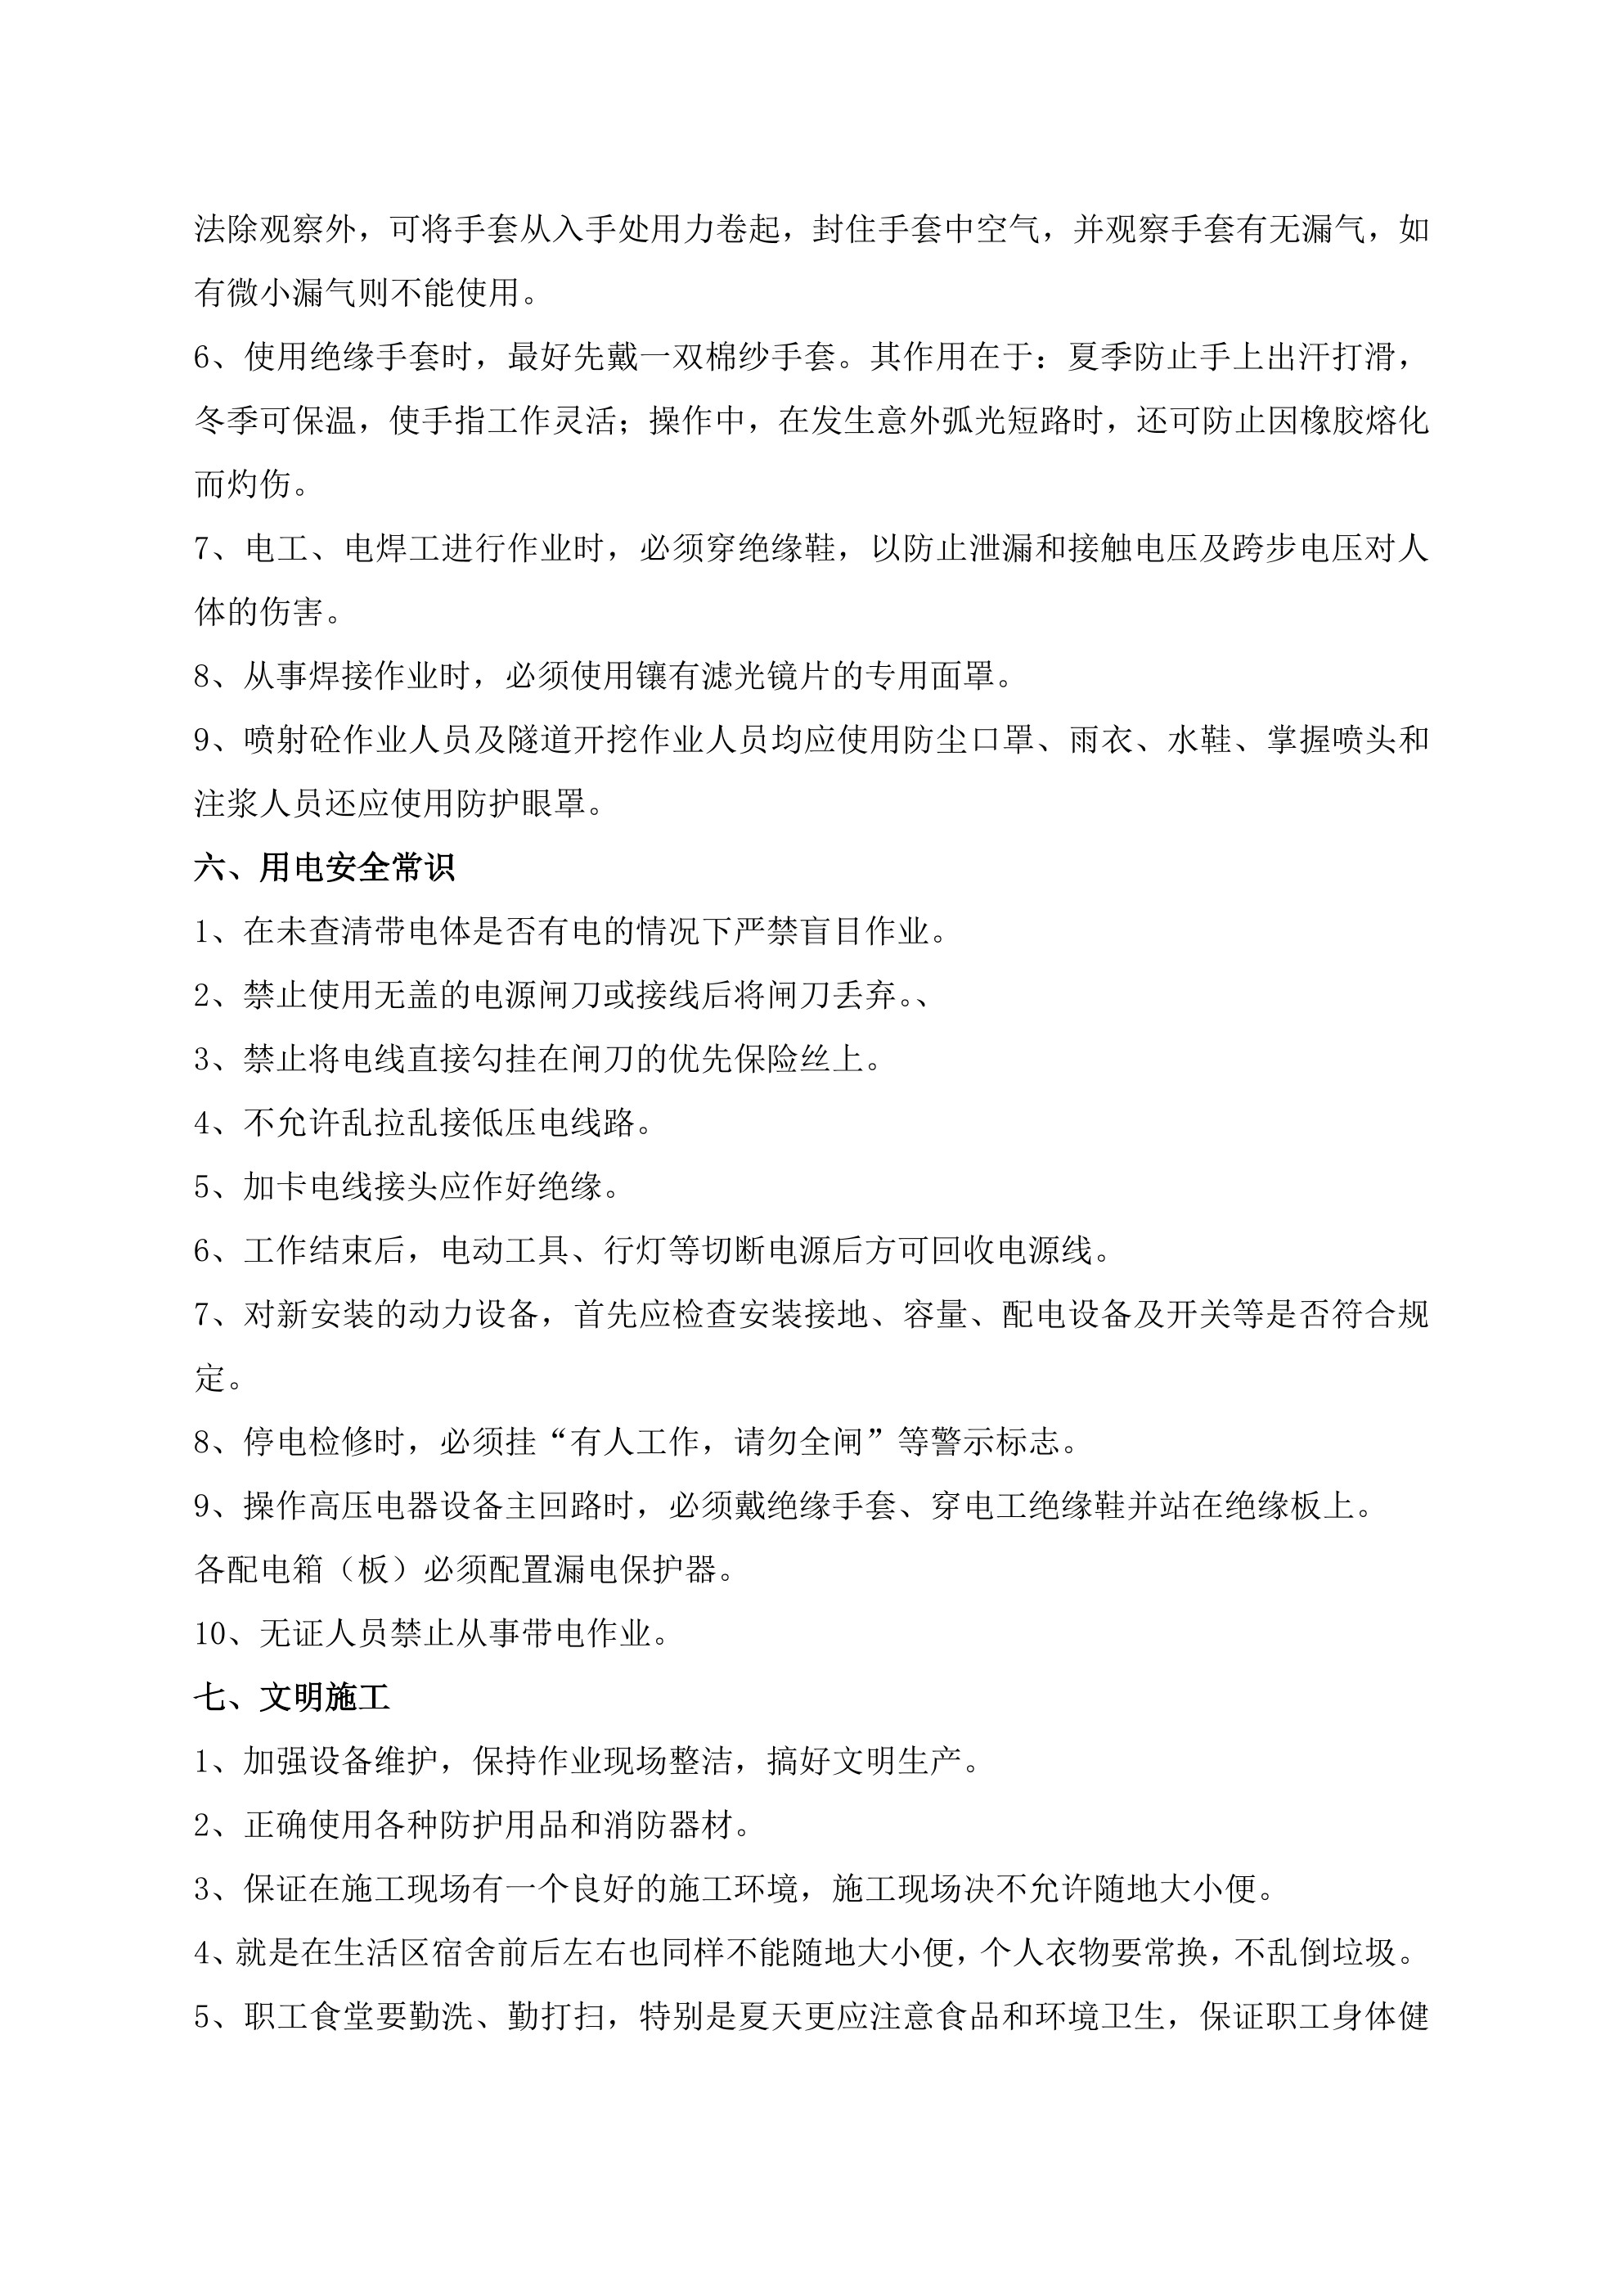 法除观察外，可将手套从入手处用力卷起，封住手套中空气，并观察手套有无漏气，如
有微小漏气则不能使用。
6、使用绝缘手套时，最好先戴一双棉纱手套。其作用在于：夏季防止手上出汗打滑，
冬季可保温，使手指工作灵活；操作中，在发生意外弧光短路时，还可防止因橡胶熔化
而灼伤。
7、电工、电焊工进行作业时，必须穿绝缘鞋，以防止泄漏和接触电压及跨步电压对人
体的伤害。
8、从事焊接作业时，必须使用镶有滤光镜片的专用面罩。
9、喷射砼作业人员及隧道开挖作业人员均应使用防尘口罩、雨衣、水鞋、掌握喷头和
注浆人员还应使用防护眼罩。
六、用电安全常识
1、在未查清带电体是否有电的情况下严禁盲目作业。
2、禁止使用无盖的电源闸刀或接线后将闸刀丢弃。、
3、禁止将电线直接勾挂在闸刀的优先保险丝上。
4、不允许乱拉乱接低压电线路。
5、加卡电线接头应作好绝缘。
6、工作结束后，电动工具、行灯等切断电源后方可回收电源线。
7、对新安装的动力设备，首先应检查安装接地、容量、配电设备及开关等是否符合规
定。
8、停电检修时，必须挂“有人工作，请勿全闸”等警示标志。
9、操作高压电器设备主回路时，必须戴绝缘手套、穿电工绝缘鞋并站在绝缘板上。
各配电箱（板）必须配置漏电保护器。
10、无证人员禁止从事带电作业。
七、文明施工
1、加强设备维护，保持作业现场整洁，搞好文明生产。
2、正确使用各种防护用品和消防器材。
3、保证在施工现场有一个良好的施工环境，施工现场决不允许随地大小便。
4、就是在生活区宿舍前后左右也同样不能随地大小便，个人衣物要常换，不乱倒垃圾。
5、职工食堂要勤洗、勤打扫，特别是夏天更应注意食品和环境卫生，保证职工身体健